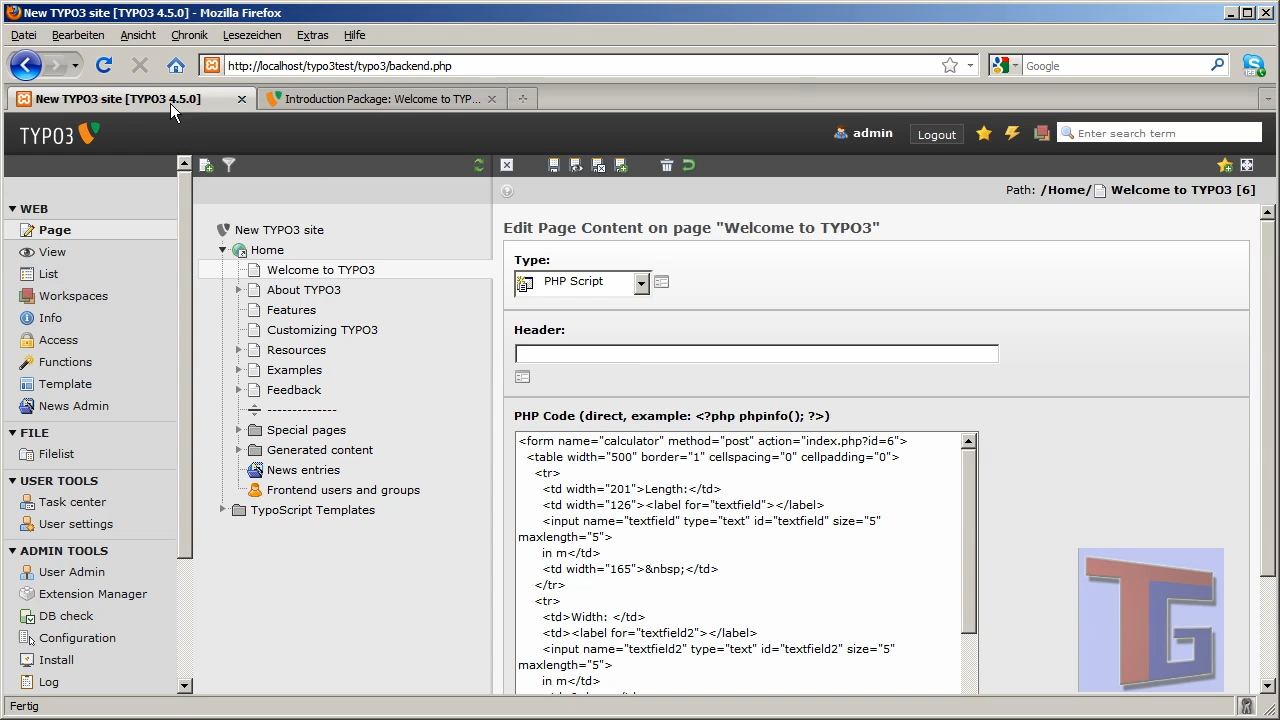 New TYPO3 site [TYPO3 4.5.0] - Mozilla Firefox
Datei Bearbeiten Ansicht Chronik Lesezeichen Extras Hilfe
http://localhost/typo3test/typo3/backend.php
Google
New TYPO3 site [TYPO3 4.5.0]
Introduction Package: Welcome to TYP...
TYPO3
admin
Logout
Enter search term
WEB
Page
View
List
Workspaces
Info
Access
Functions
Template
News Admin
FILE
Filelist
USER TOOLS
Task center
User settings
ADMIN TOOLS
User Admin
Extension Manager
DB check
Configuration
Install
Log
New TYPO3 site
Home
Welcome to TYPO3
About TYPO3
Features
Customizing TYPO3
Resources
Examples
Feedback
--------------
Special pages
Generated content
News entries
Frontend users and groups
TypoScript Templates
Path: /Home/ Welcome to TYPO3 [6]
Edit Page Content on page "Welcome to TYPO3"
Type:
PHP Script
Header:
PHP Code (direct, example: <?php phpinfo(); ?>)
<form name="calculator" method="post" action="index.php?id=6">
<table width="500" border="1" cellspacing="0" cellpadding="0">
<tr>
<td width="201">Length:</td>
<td width="126"><label for="textfield"></label>
<input name="textfield" type="text" id="textfield" size="5"
maxlength="5">
in m</td>
<td width="165">&nbsp;</td>
</tr>
<tr>
<td>Width: </td>
<td><label for="textfield2"></label>
<input name="textfield2" type="text" id="textfield2" size="5"
maxlength="5">
in m</td>
TG
Fertig